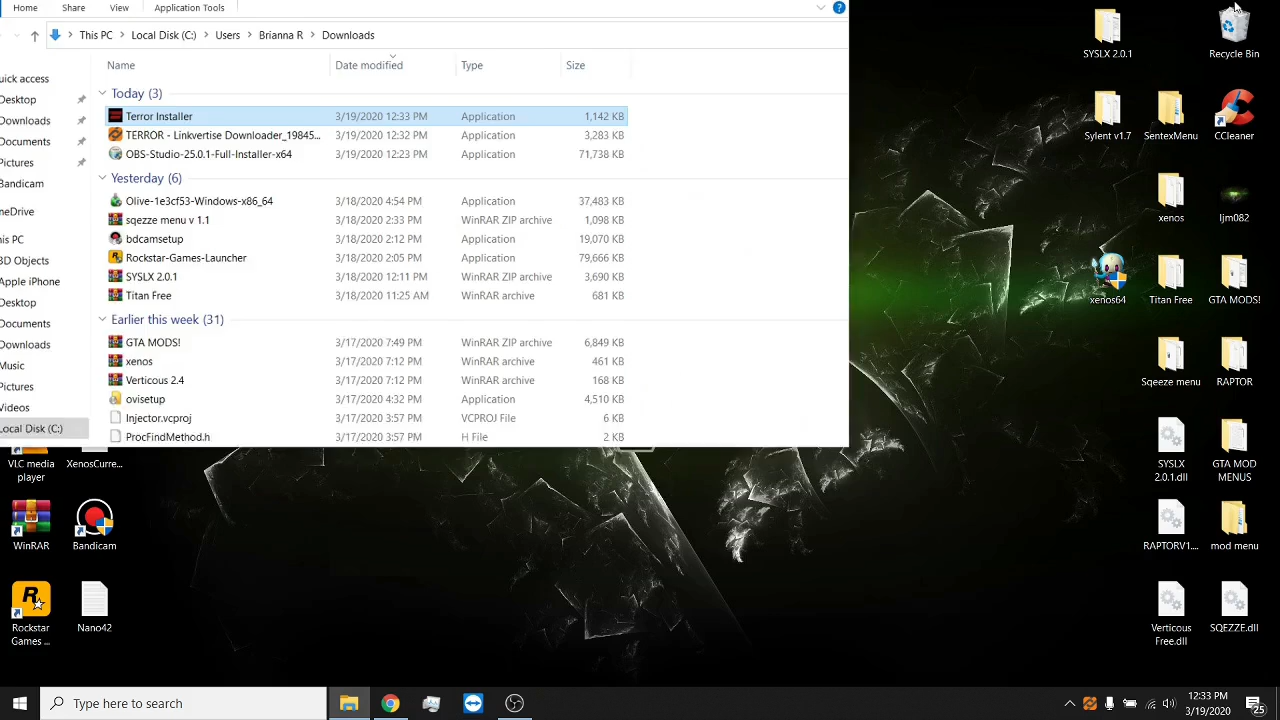 Home Share View Application Tools
This PC Local Disk (C:) Users Brianna R Downloads
Name Date modified Type Size
Today (3)
Terror Installer 3/19/2020 12:33 PM Application 1,142 KB
TERROR - Linkvertise Downloader_19845... 3/19/2020 12:32 PM Application 3,283 KB
OBS-Studio-25.0.1-Full-Installer-x64 3/19/2020 12:23 PM Application 71,738 KB
Yesterday (6)
Olive-1e3cf53-Windows-x86_64 3/18/2020 4:54 PM Application 37,483 KB
sqezze menu v 1.1 3/18/2020 2:33 PM WinRAR ZIP archive 1,098 KB
bdcamsetup 3/18/2020 2:12 PM Application 19,070 KB
Rockstar-Games-Launcher 3/18/2020 2:05 PM Application 79,666 KB
SYSLX 2.0.1 3/18/2020 12:11 PM WinRAR ZIP archive 3,690 KB
Titan Free 3/18/2020 11:25 AM WinRAR archive 681 KB
Earlier this week (31)
GTA MODS! 3/17/2020 7:49 PM WinRAR ZIP archive 6,849 KB
xenos 3/17/2020 7:12 PM WinRAR archive 461 KB
Verticous 2.4 3/17/2020 7:12 PM WinRAR archive 168 KB
ovisetup 3/17/2020 4:32 PM Application 4,510 KB
Injector.vcproj 3/17/2020 3:57 PM VCPROJ File 6 KB
ProcFindMethod.h 3/17/2020 3:57 PM H File 2 KB
uick access
Desktop
Downloads
Documents
Pictures
Bandicam
neDrive
is PC
3D Objects
Apple iPhone
Desktop
Documents
Downloads
Music
Pictures
Videos
Local Disk (C:)
VLC media
player
XenosCurre...
WinRAR
Bandicam
Rockstar
Games ...
Nano42
SYSLX 2.0.1
Recycle Bin
Sylent v1.7
SentexMenu
CCleaner
xenos
ljm082
xenos64
Titan Free
GTA MODS!
Sqeeze menu
RAPTOR
SYSLX
2.0.1.dll
GTA MOD
MENUS
RAPTORV1....
mod menu
Verticous
Free.dll
SQEZZE.dll
Type here to search
12:33 PM
3/19/2020
25